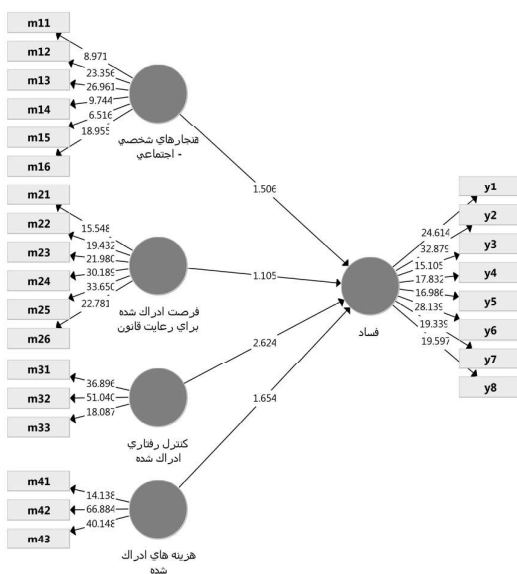 m11
m12
m13
m14
m15
m16
8.971
23.356
26.961
9.744
6.516
18.955
هنجارهاي شخصي
- اجتماعي
1.506
m21
m22
m23
m24
m25
m26
15.548
19.432
21.980
30.189
33.650
22.781
فرصت ادراك شده
براي رعايت قانون
1.105
m31
m32
m33
36.896
51.040
18.087
كنترل رفتاري
ادراك شده
2.624
m41
m42
m43
14.138
66.884
40.148
هزينه هاي ادراك
شده
1.654
فساد
24.614
32.879
15.105
17.832
16.986
28.139
19.339
19.597
y1
y2
y3
y4
y5
y6
y7
y8